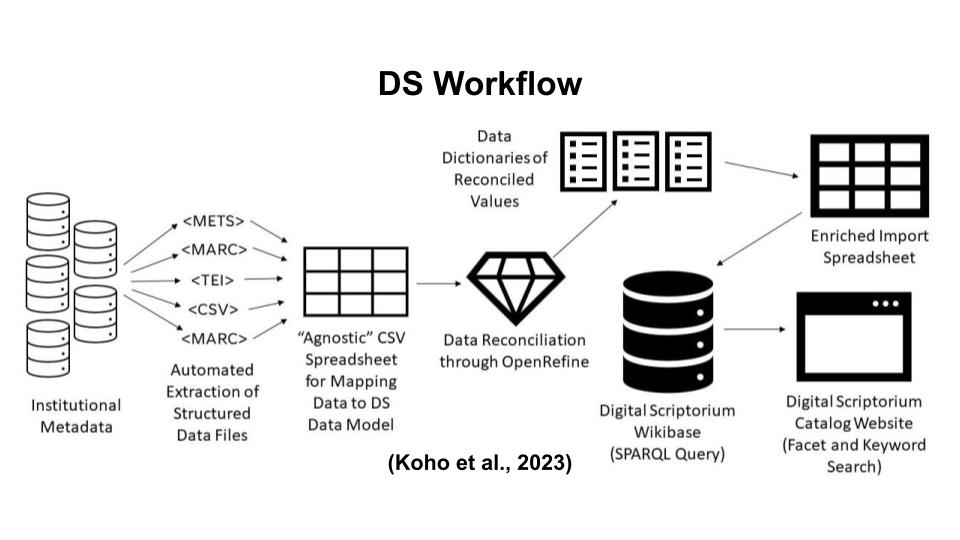 DS Workflow
Data
Dictionaries of
Reconciled
Values
<METS>
<MARC>
<TEI>
<CSV>
<MARC>
Institutional
Metadata
Automated
Extraction of
Structured
Data Files
“Agnostic” CSV
Spreadsheet
for Mapping
Data to DS
Data Model
Data Reconciliation
through OpenRefine
Enriched Import
Spreadsheet
Digital Scriptorium
Wikibase
(SPARQL Query)
Digital Scriptorium
Catalog Website
(Facet and Keyword
Search)
(Koho et al., 2023)